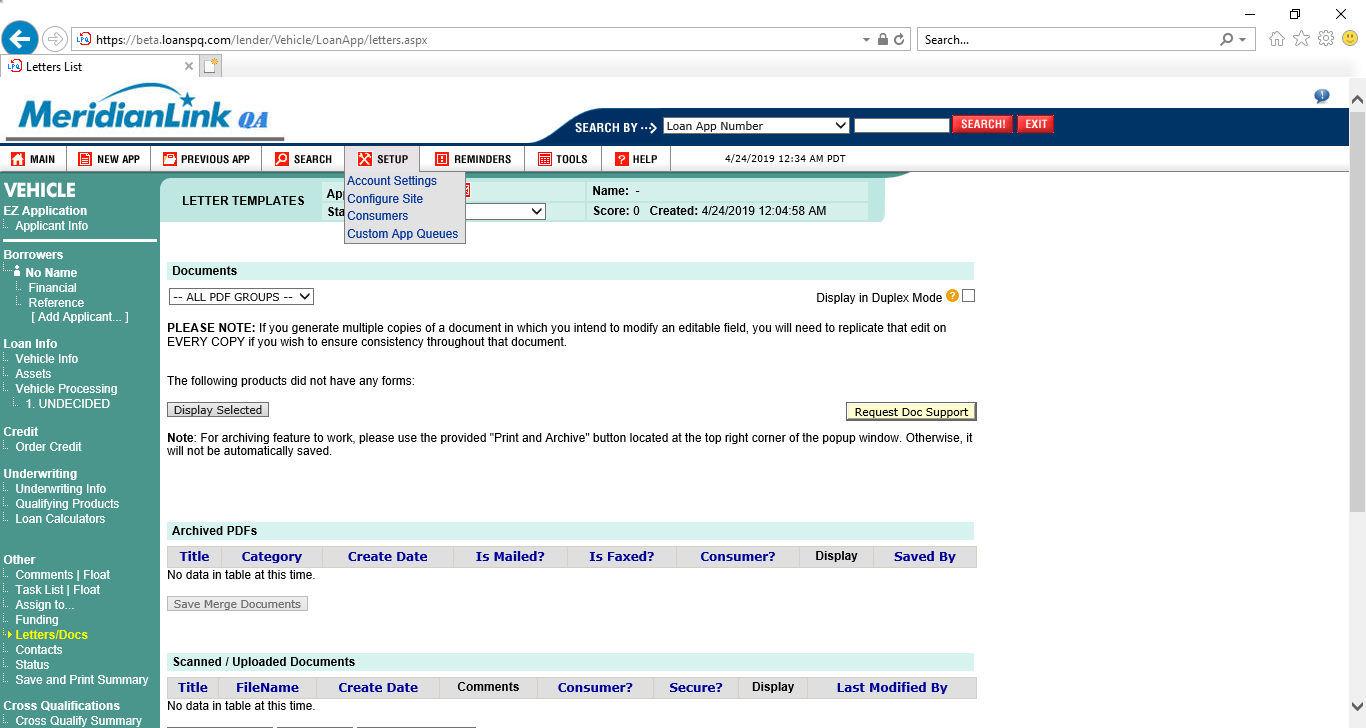 https://beta.loanspq.com/lender/Vehicle/LoanApp/letters.aspx
Search...
Letters List
MeridianLink QA
SEARCH BY
Loan App Number
SEARCH!
EXIT
MAIN
NEW APP
PREVIOUS APP
SEARCH
SETUP
REMINDERS
TOOLS
HELP
4/24/2019 12:34 AM PDT
Account Settings
Configure Site
Consumers
Custom App Queues
VEHICLE
EZ Application
Applicant Info
Borrowers
No Name
Financial
Reference
[ Add Applicant... ]
Loan Info
Vehicle Info
Assets
Vehicle Processing
1. UNDECIDED
Credit
Order Credit
Underwriting
Underwriting Info
Qualifying Products
Loan Calculators
Other
Comments | Float
Task List | Float
Assign to...
Funding
Letters/Docs
Contacts
Status
Save and Print Summary
Cross Qualifications
Cross Qualify Summary
LETTER TEMPLATES
Ap
Sta
Name: -
Score: 0 Created: 4/24/2019 12:04:58 AM
Documents
-- ALL PDF GROUPS --
Display in Duplex Mode ?
PLEASE NOTE: If you generate multiple copies of a document in which you intend to modify an editable field, you will need to replicate that edit on
EVERY COPY if you wish to ensure consistency throughout that document.
The following products did not have any forms:
Display Selected
Request Doc Support
Note: For archiving feature to work, please use the provided "Print and Archive" button located at the top right corner of the popup window. Otherwise, it
will not be automatically saved.
Archived PDFs
Title Category Create Date Is Mailed? Is Faxed? Consumer? Display Saved By
No data in table at this time.
Save Merge Documents
Scanned / Uploaded Documents
Title FileName Create Date Comments Consumer? Secure? Display Last Modified By
No data in table at this time.